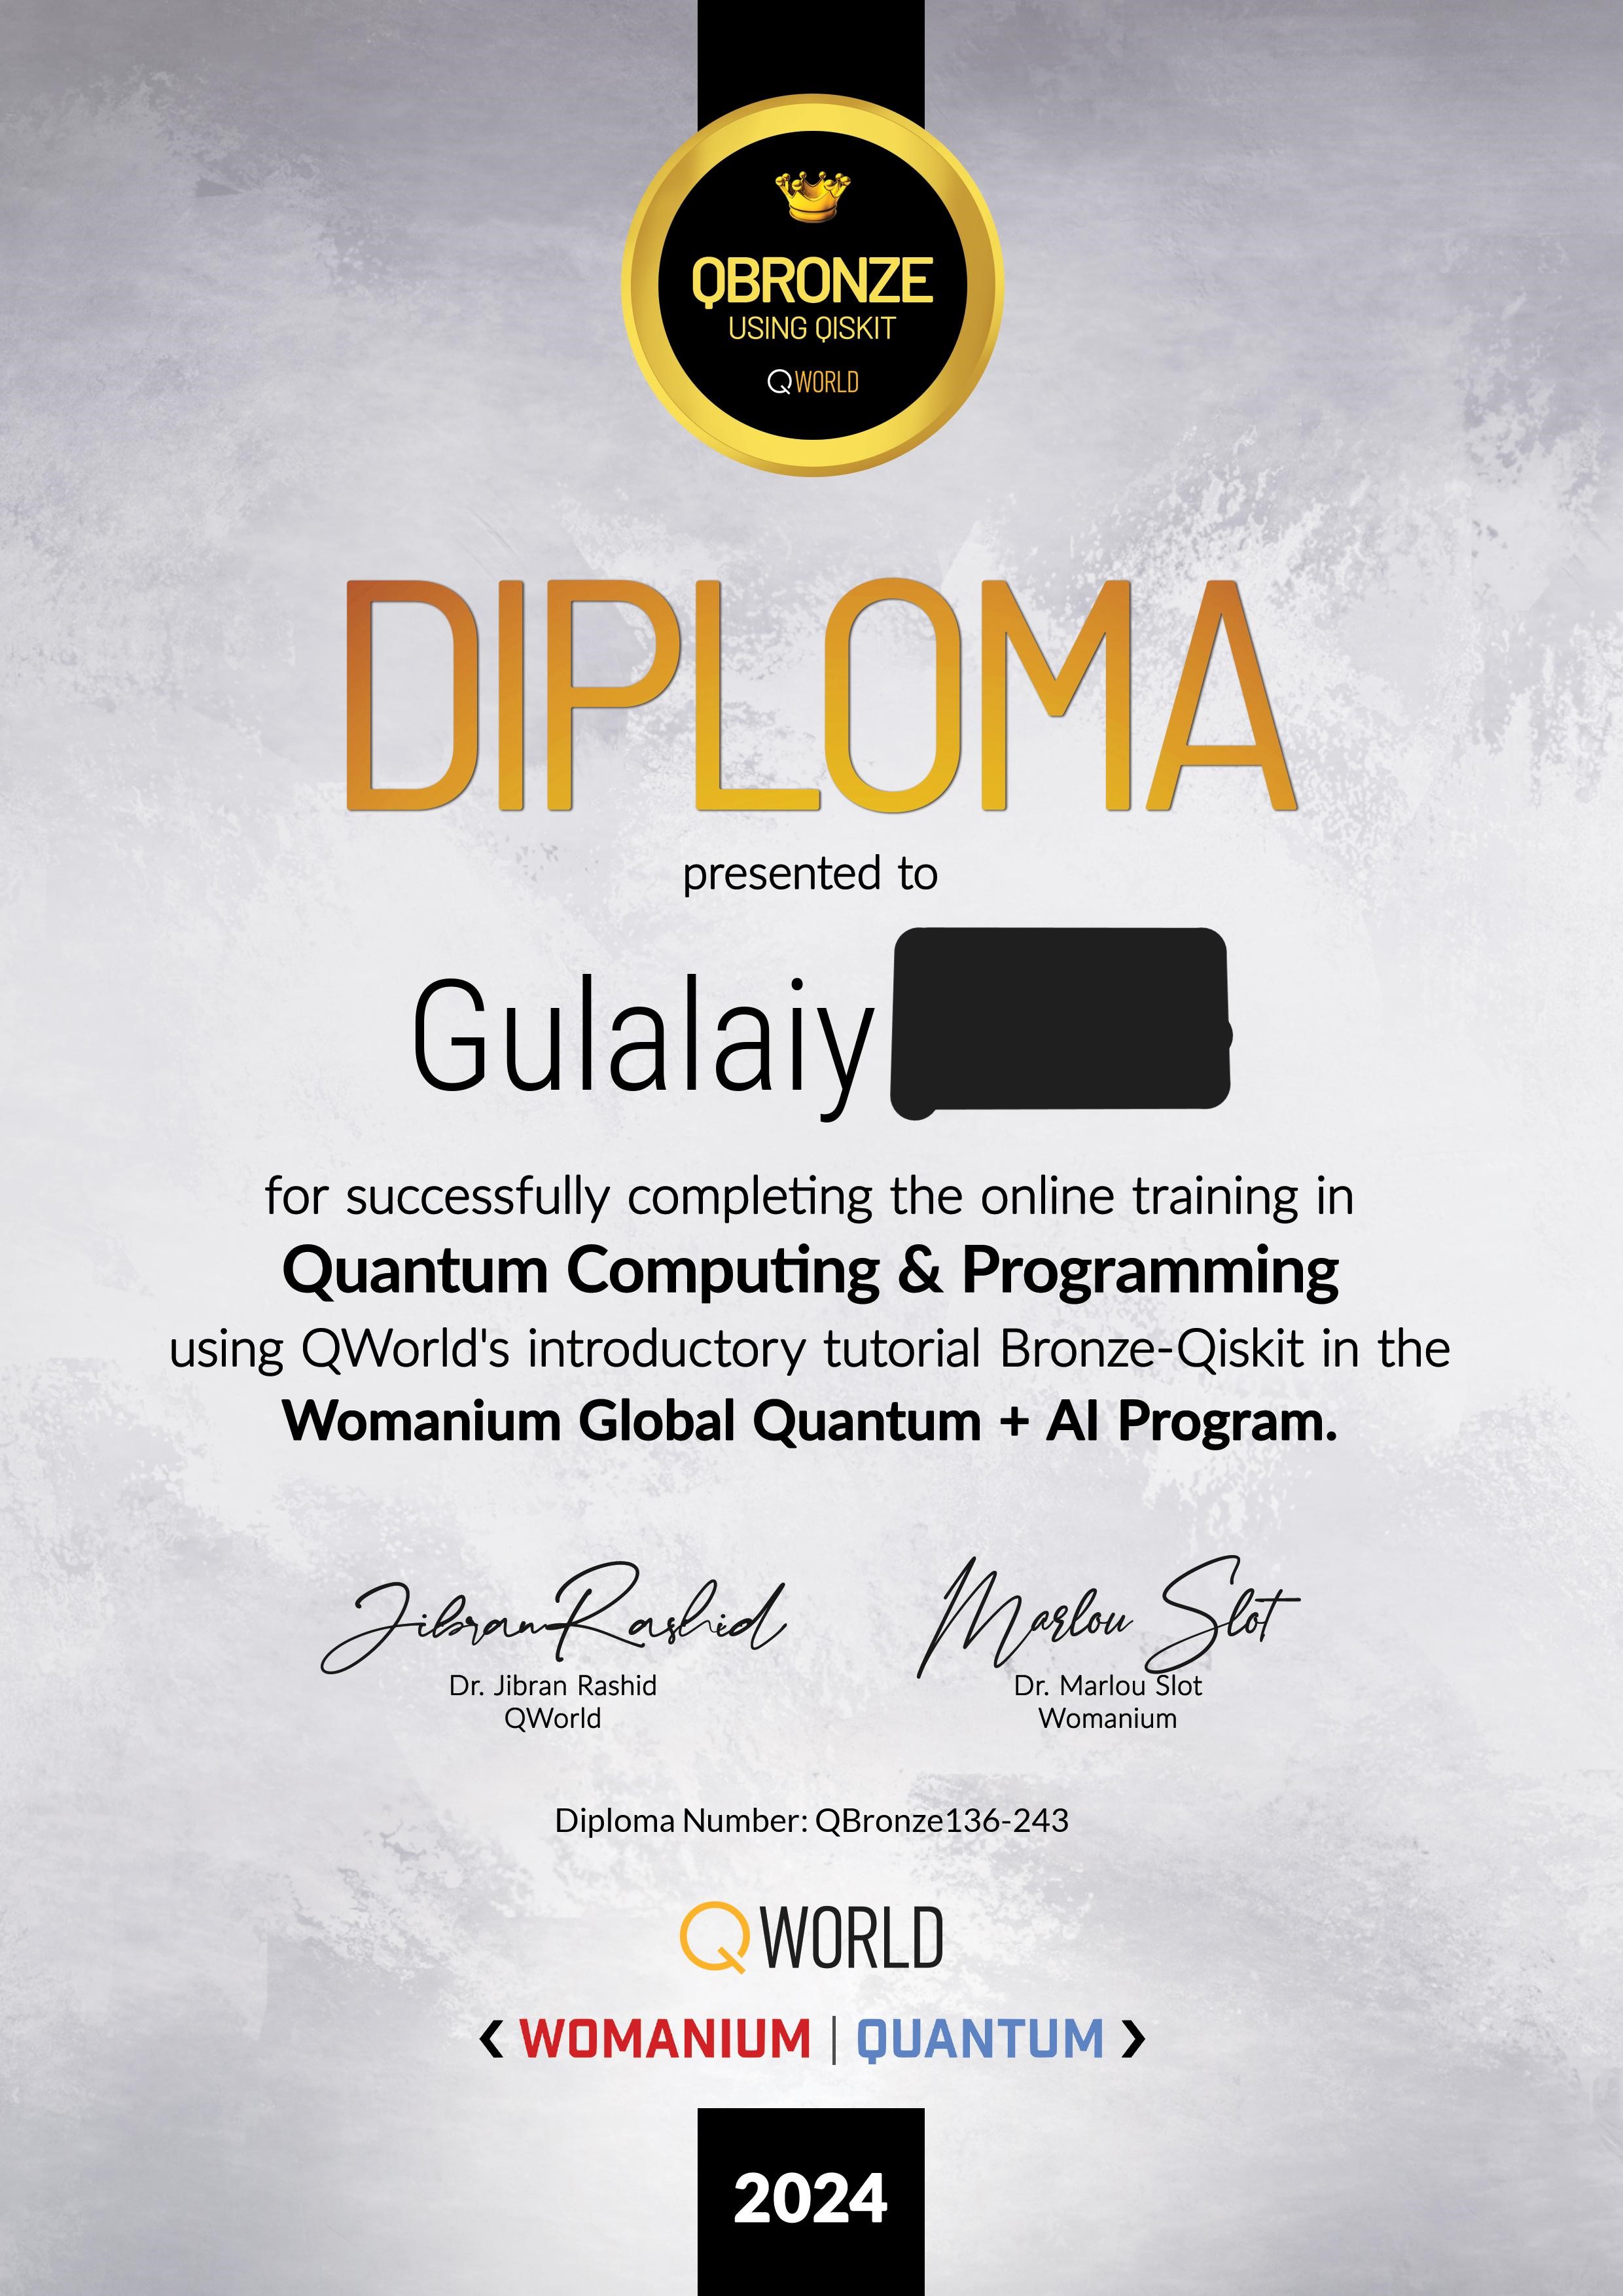 QBRONZE
USING QISKIT
QWORLD
DIPLOMA
presented to
Gulalaiy
for successfully completing the online training in
Quantum Computing & Programming
using QWorld's introductory tutorial Bronze-Qiskit in the
Womanium Global Quantum + AI Program.
Jibran Rashid Marlou Slot
Dr. Jibran Rashid Dr. Marlou Slot
QWorld Womanium
Diploma Number: QBronze136-243
QWORLD
WOMANIUM | QUANTUM
2024